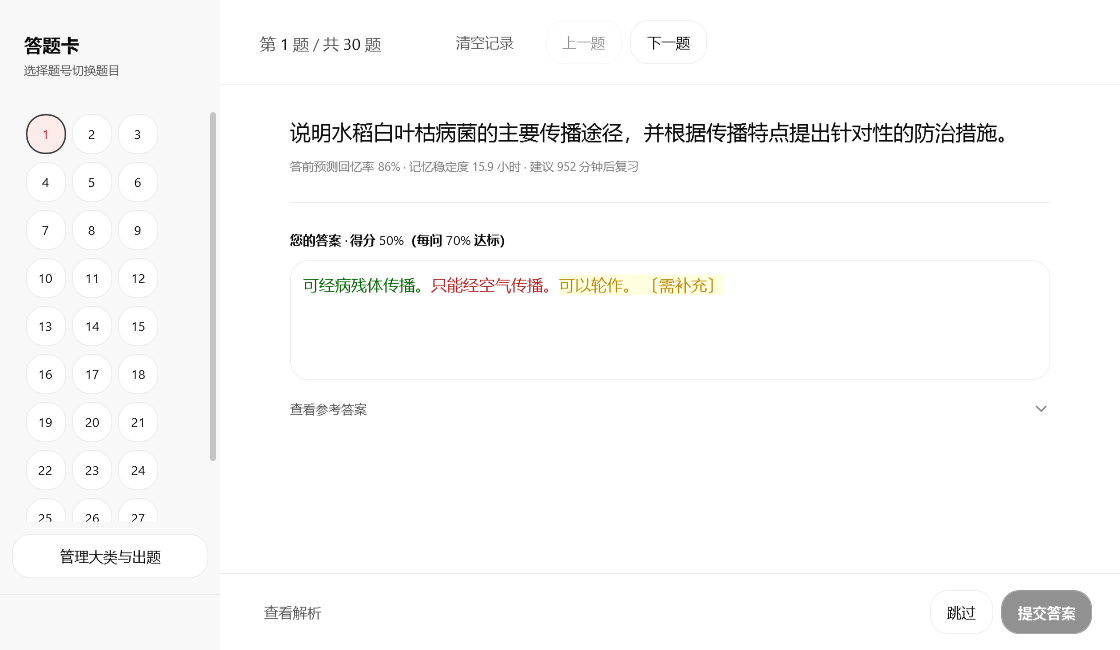 答题卡
选择题号切换题目
1 2 3
4 5 6
7 8 9
10 11 12
13 14 15
16 17 18
19 20 21
22 23 24
25 26 27
管理大类与出题
第 1 题 / 共 30 题 清空记录 上一题 下一题
说明水稻白叶枯病菌的主要传播途径，并根据传播特点提出针对性的防治措施。
答前预测回忆率 86% · 记忆稳定度 15.9 小时 · 建议 952 分钟后复习
您的答案 · 得分 50%（每问 70% 达标）
可经病残体传播。只能经空气传播。可以轮作。〔需补充〕
查看参考答案
查看解析 跳过 提交答案